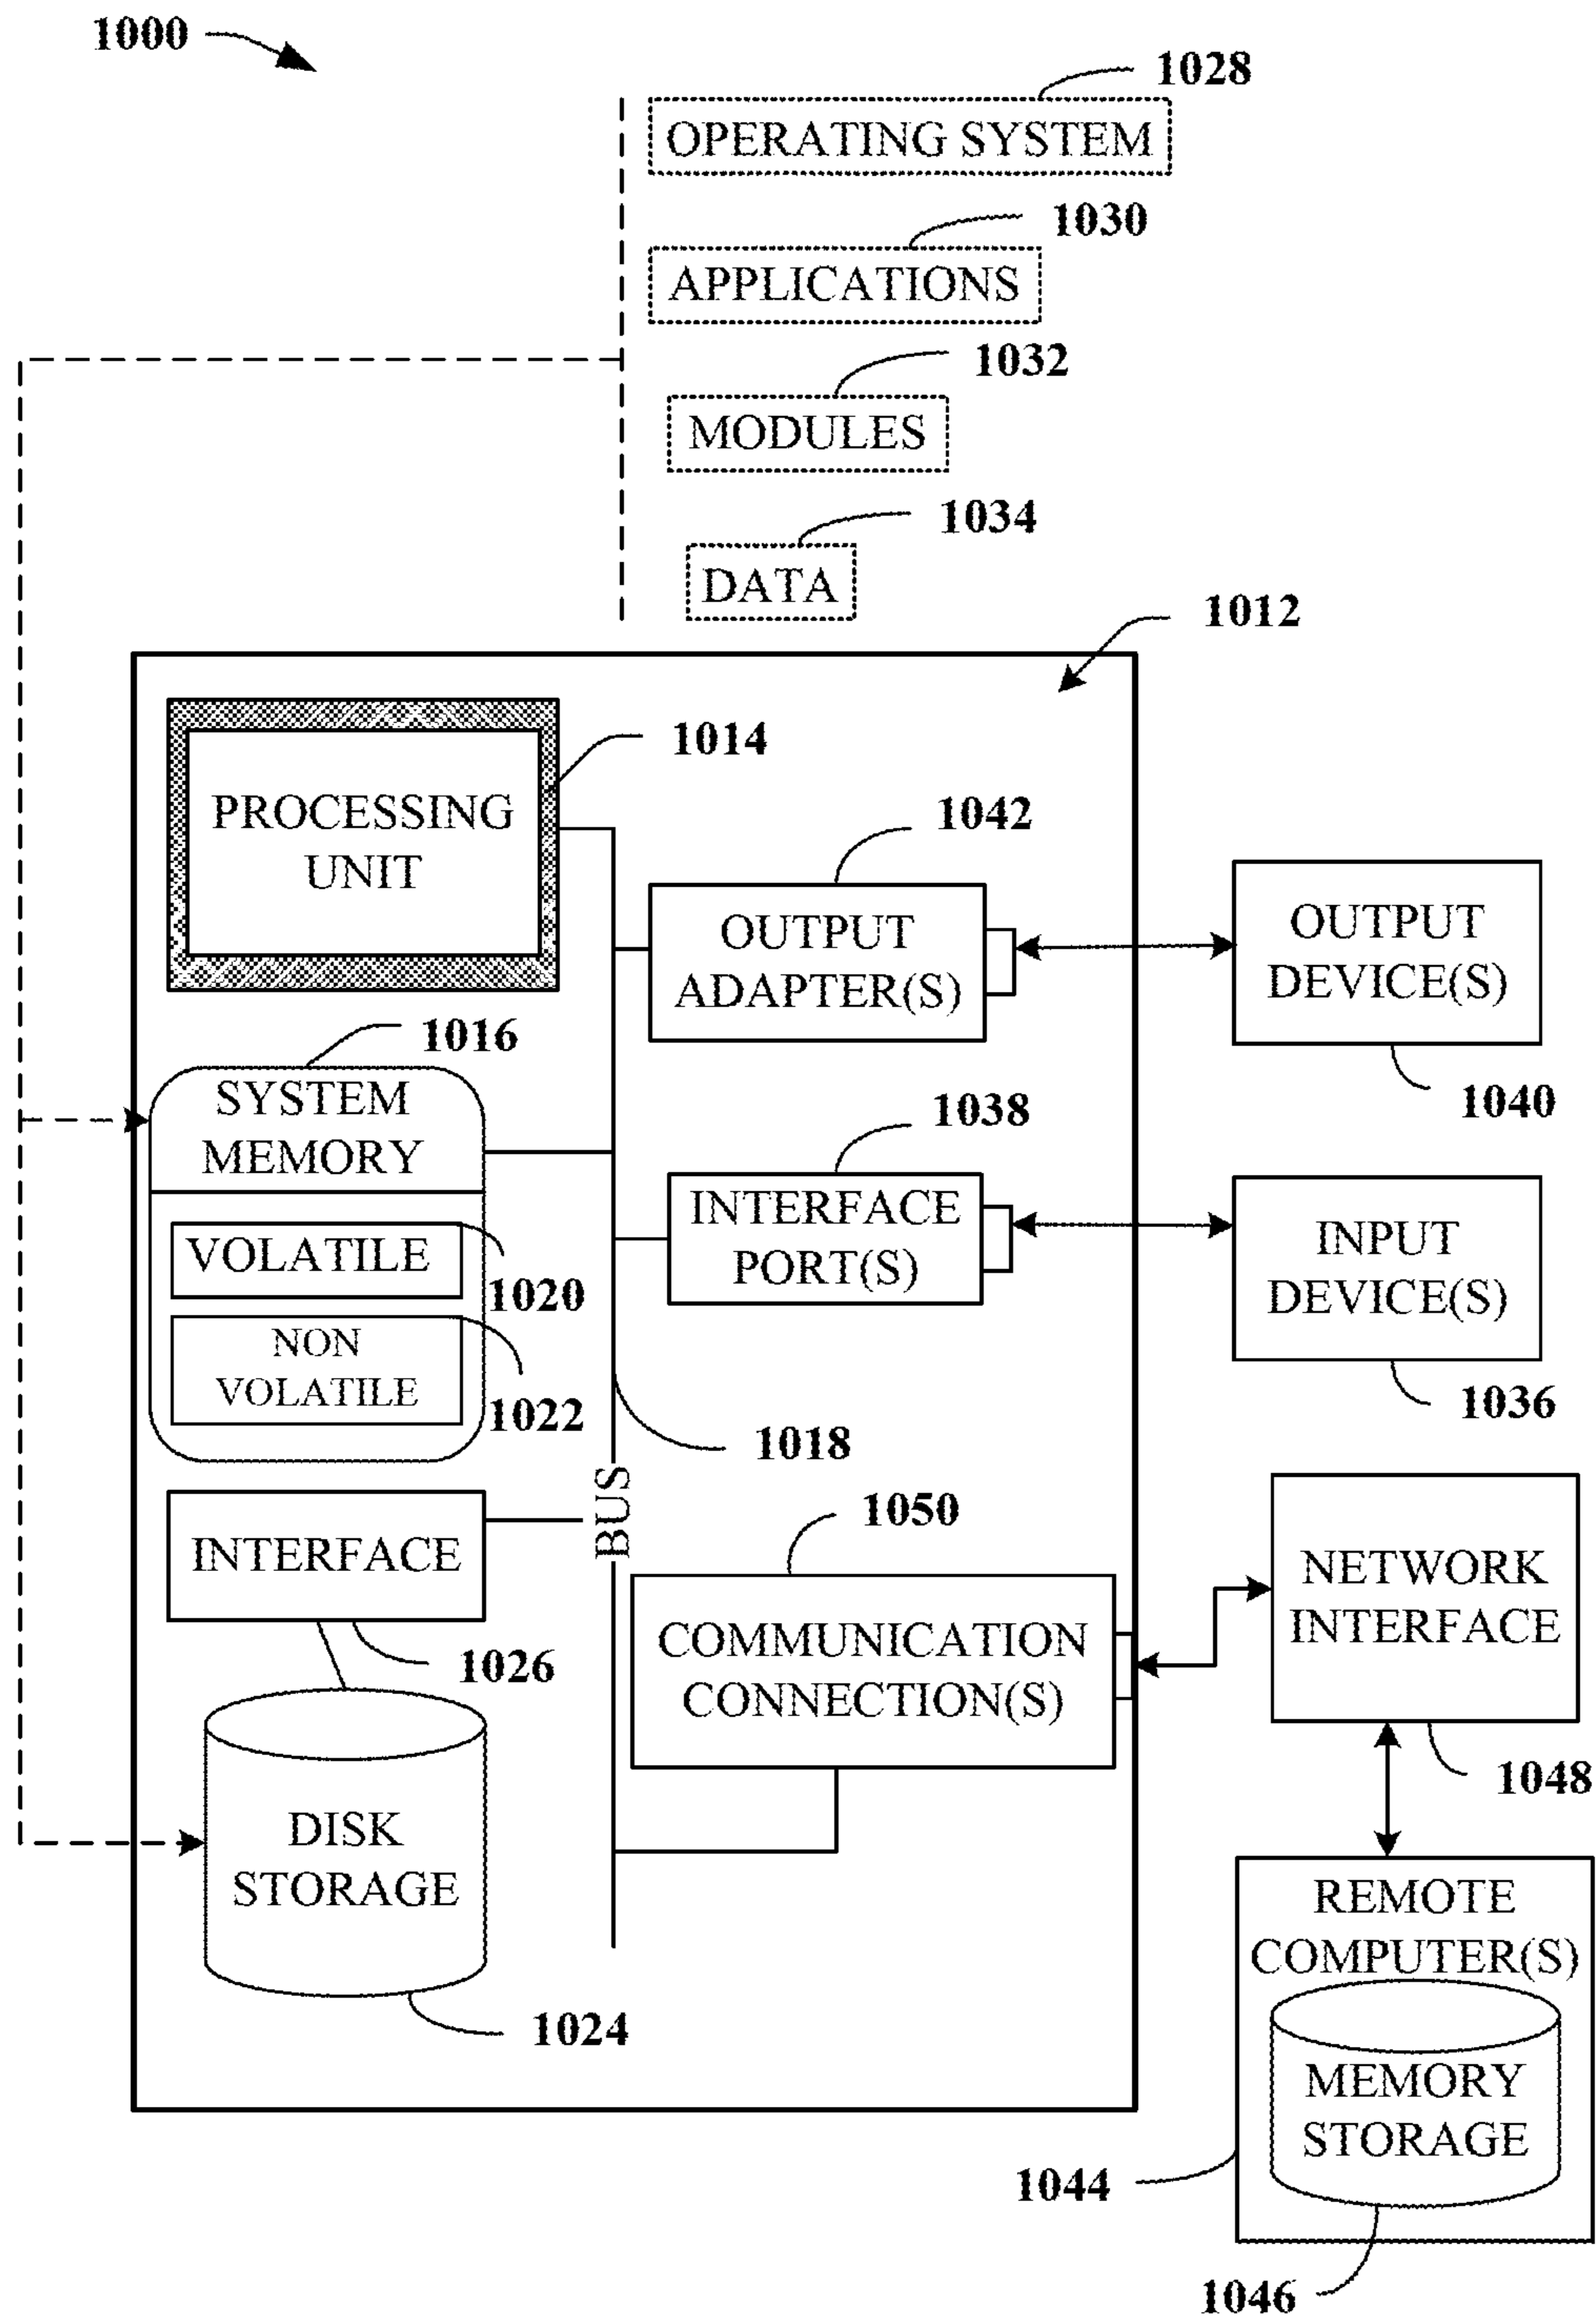 1000
1028
OPERATING SYSTEM
1030
APPLICATIONS
1032
MODULES
1034
DATA
1012
1014
PROCESSING
UNIT
1042
OUTPUT
ADAPTER(S)
OUTPUT
DEVICE(S)
1040
1016
SYSTEM
MEMORY
VOLATILE
1020
NON
VOLATILE
1022
1038
INTERFACE
PORT(S)
INPUT
DEVICE(S)
1036
1018
BUS
INTERFACE
1026
1050
COMMUNICATION
CONNECTION(S)
NETWORK
INTERFACE
1048
DISK
STORAGE
1024
REMOTE
COMPUTER(S)
MEMORY
STORAGE
1044
1046